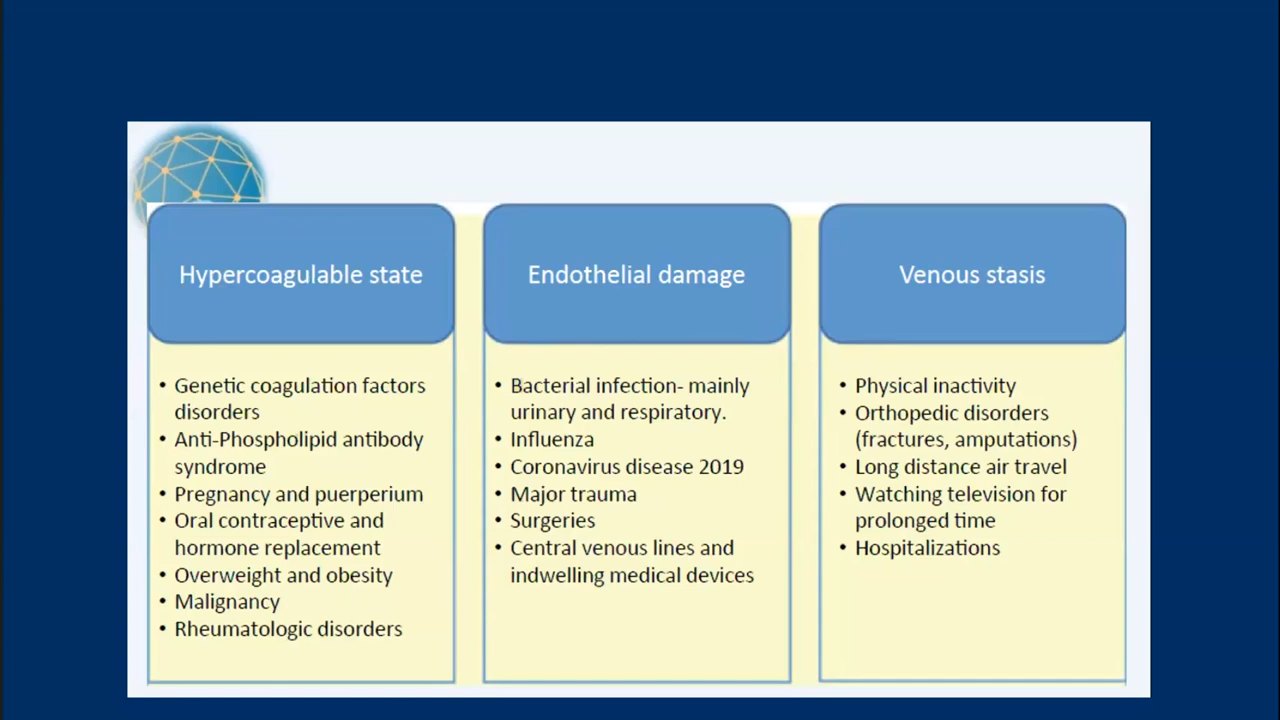 Hypercoagulable state
• Genetic coagulation factors
disorders
• Anti-Phospholipid antibody
syndrome
• Pregnancy and puerperium
• Oral contraceptive and
hormone replacement
• Overweight and obesity
• Malignancy
• Rheumatologic disorders
Endothelial damage
• Bacterial infection- mainly
urinary and respiratory.
• Influenza
• Coronavirus disease 2019
• Major trauma
• Surgeries
• Central venous lines and
indwelling medical devices
Venous stasis
• Physical inactivity
• Orthopedic disorders
(fractures, amputations)
• Long distance air travel
• Watching television for
prolonged time
• Hospitalizations